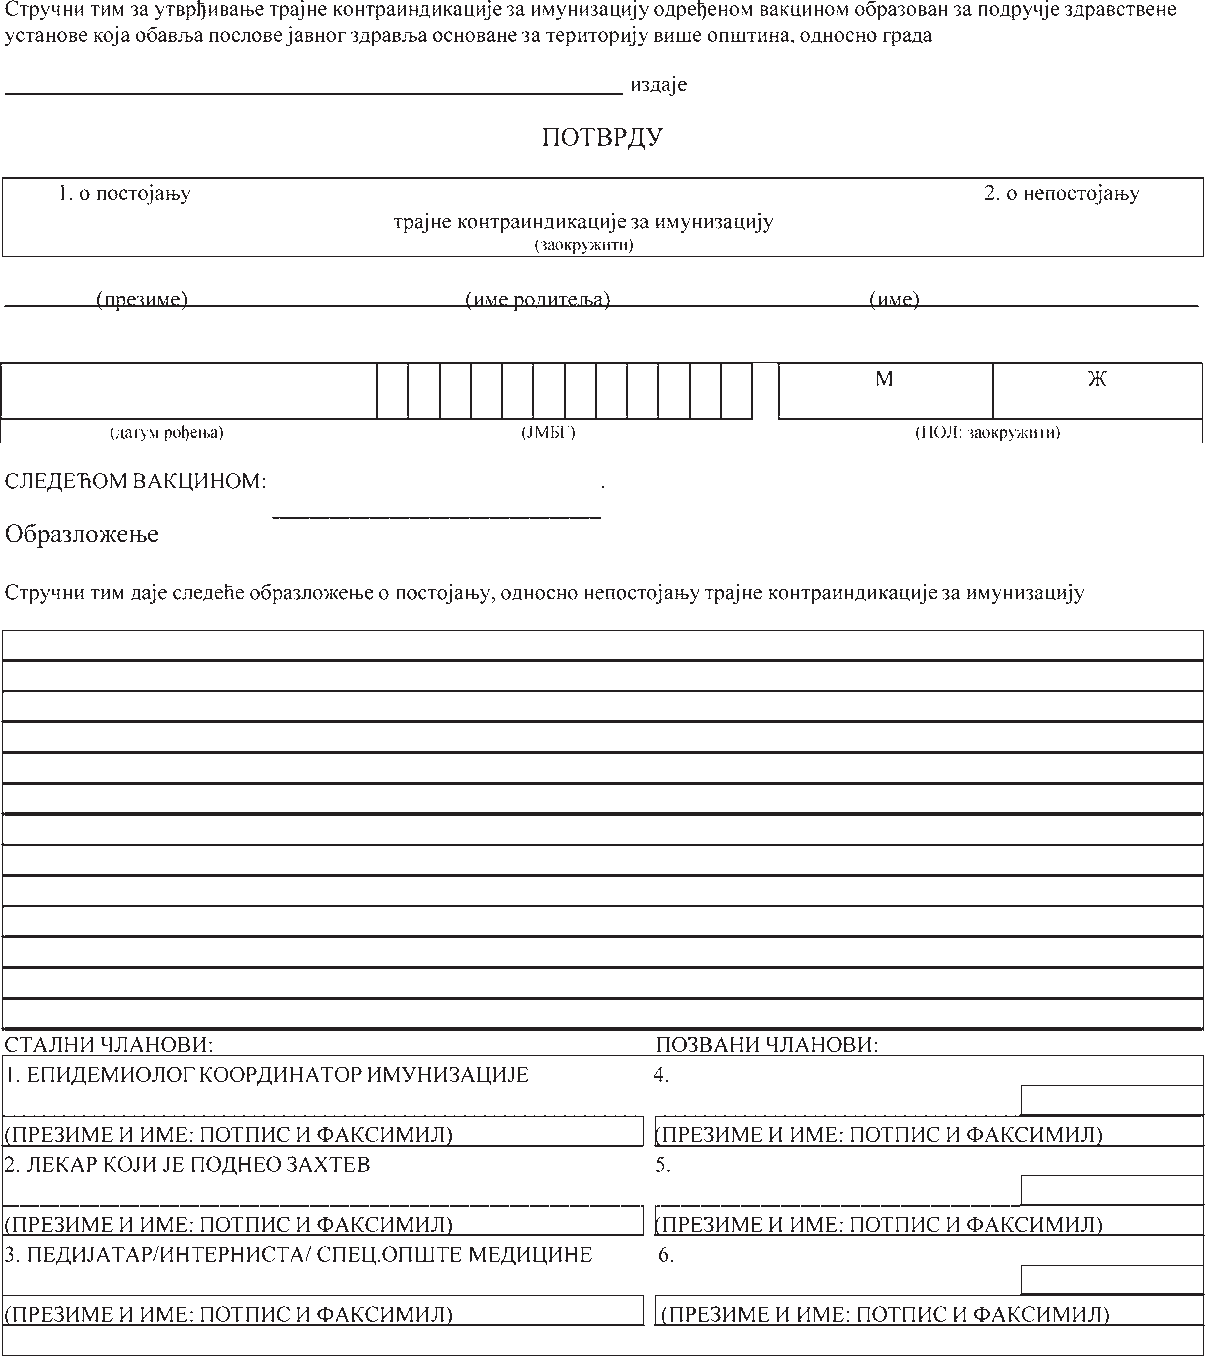 Стручни тим за утврђивање трајне контраиндикације за имунизацију одређеном вакцином образован за подручје здравствене
установе која обавља послове јавног здравља основане за територију више општина, односно града
издаје
ПОТВРДУ
1. о постојању 2. о непостојању
трајне контраиндикације за имунизацију
(заокружити)
(презиме) (име родитеља) (име)
М Ж
(датум рођења) (ЈМБГ) (ПОЛ: заокружити)
СЛЕДЕЋОМ ВАКЦИНОМ: .
Образложење
Стручни тим даје следеће образложење о постојању, односно непостојању трајне контраиндикације за имунизацију
СТАЛНИ ЧЛАНОВИ: ПОЗВАНИ ЧЛАНОВИ:
1. ЕПИДЕМИОЛОГ КООРДИНАТОР ИМУНИЗАЦИЈЕ 4.
(ПРЕЗИМЕ И ИМЕ: ПОТПИС И ФАКСИМИЛ) (ПРЕЗИМЕ И ИМЕ: ПОТПИС И ФАКСИМИЛ)
2. ЛЕКАР КОЈИ ЈЕ ПОДНЕО ЗАХТЕВ 5.
(ПРЕЗИМЕ И ИМЕ: ПОТПИС И ФАКСИМИЛ) (ПРЕЗИМЕ И ИМЕ: ПОТПИС И ФАКСИМИЛ)
3. ПЕДИЈАТАР/ИНТЕРНИСТА/ СПЕЦ.ОПШТЕ МЕДИЦИНЕ 6.
(ПРЕЗИМЕ И ИМЕ: ПОТПИС И ФАКСИМИЛ) (ПРЕЗИМЕ И ИМЕ: ПОТПИС И ФАКСИМИЛ)